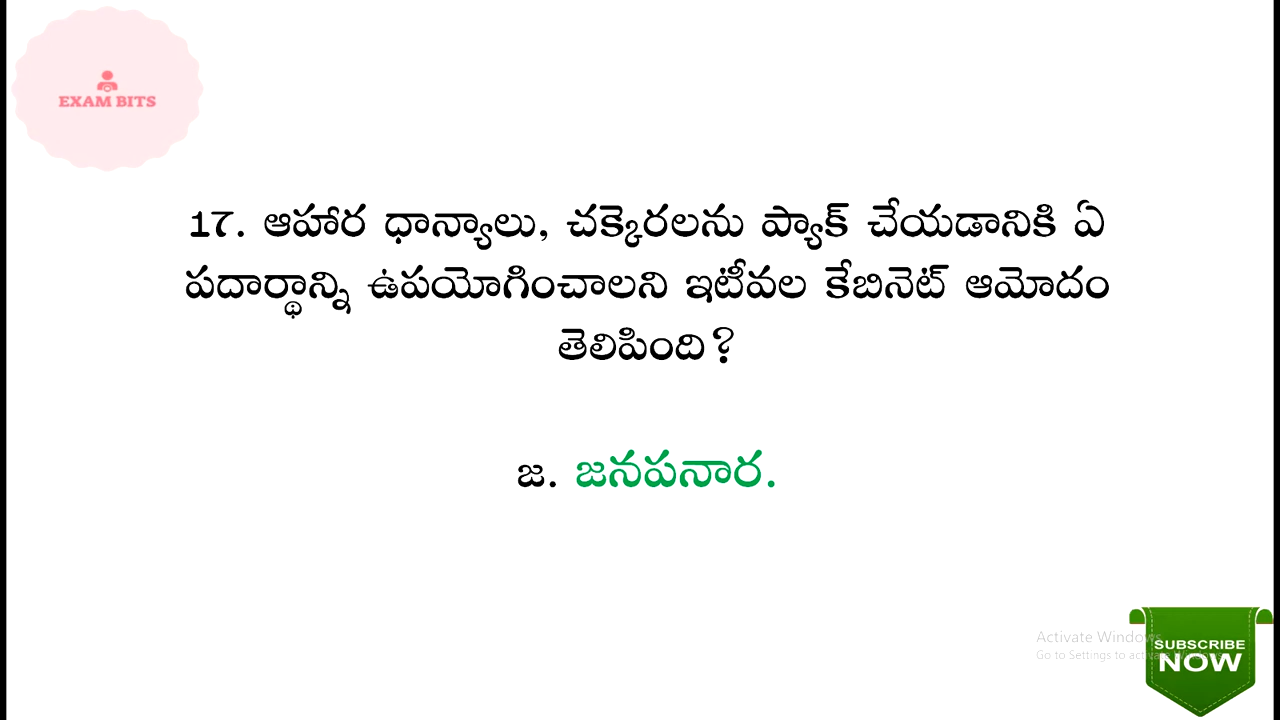 EXAM BITS
17. ఆహార ధాన్యాలు, చక్కెరలను ప్యాక్ చేయడానికి ఏ
పదార్థాన్ని ఉపయోగించాలని ఇటీవల కేబినెట్ ఆమోదం
తెలిపింది?
జ. జనపనార.
Activate Windows
Go to Settings to activate Windows.
SUBSCRIBE
NOW